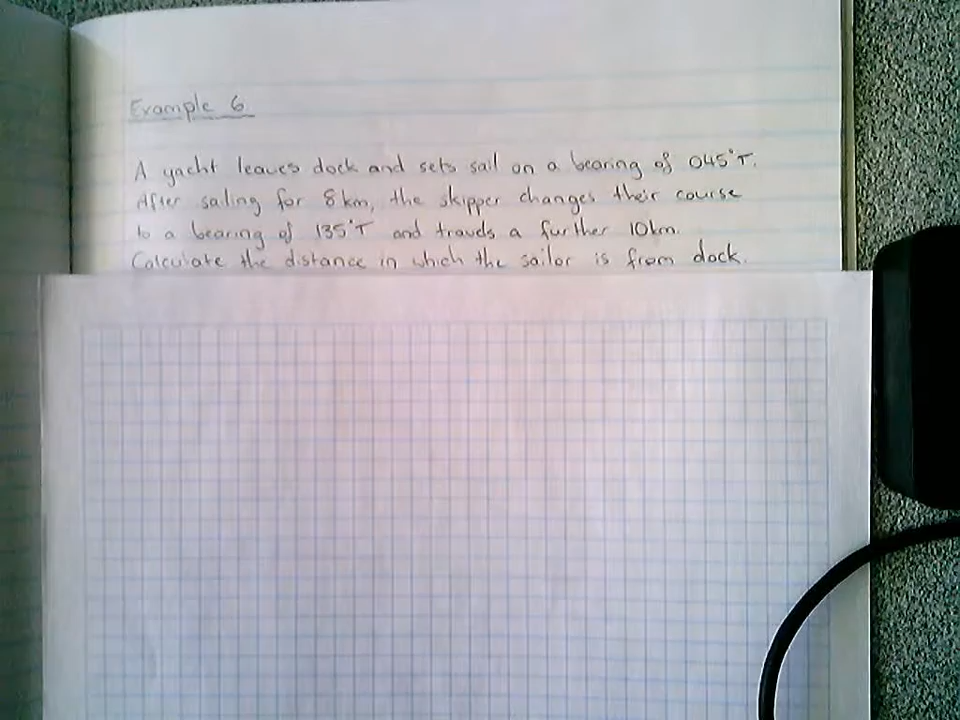 Example 6
A yacht leaves dock and sets sail on a bearing of 045°T.
After sailing for 8km, the skipper changes their course
to a bearing of 135°T and travels a further 10km.
Calculate the distance in which the sailor is from dock.